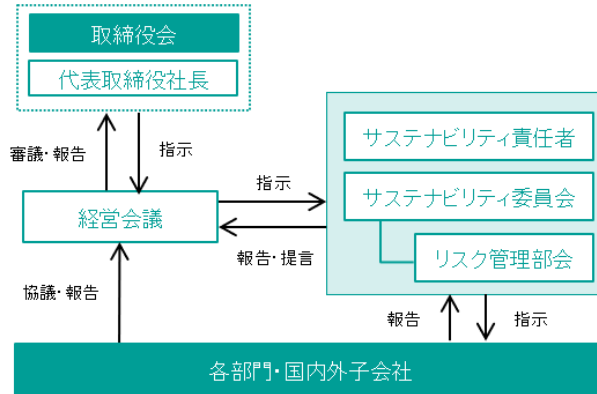 取締役会
代表取締役社長
審議・報告
指示
経営会議
指示
報告・提言
サステナビリティ責任者
サステナビリティ委員会
リスク管理部会
協議・報告
報告
指示
各部門・国内外子会社